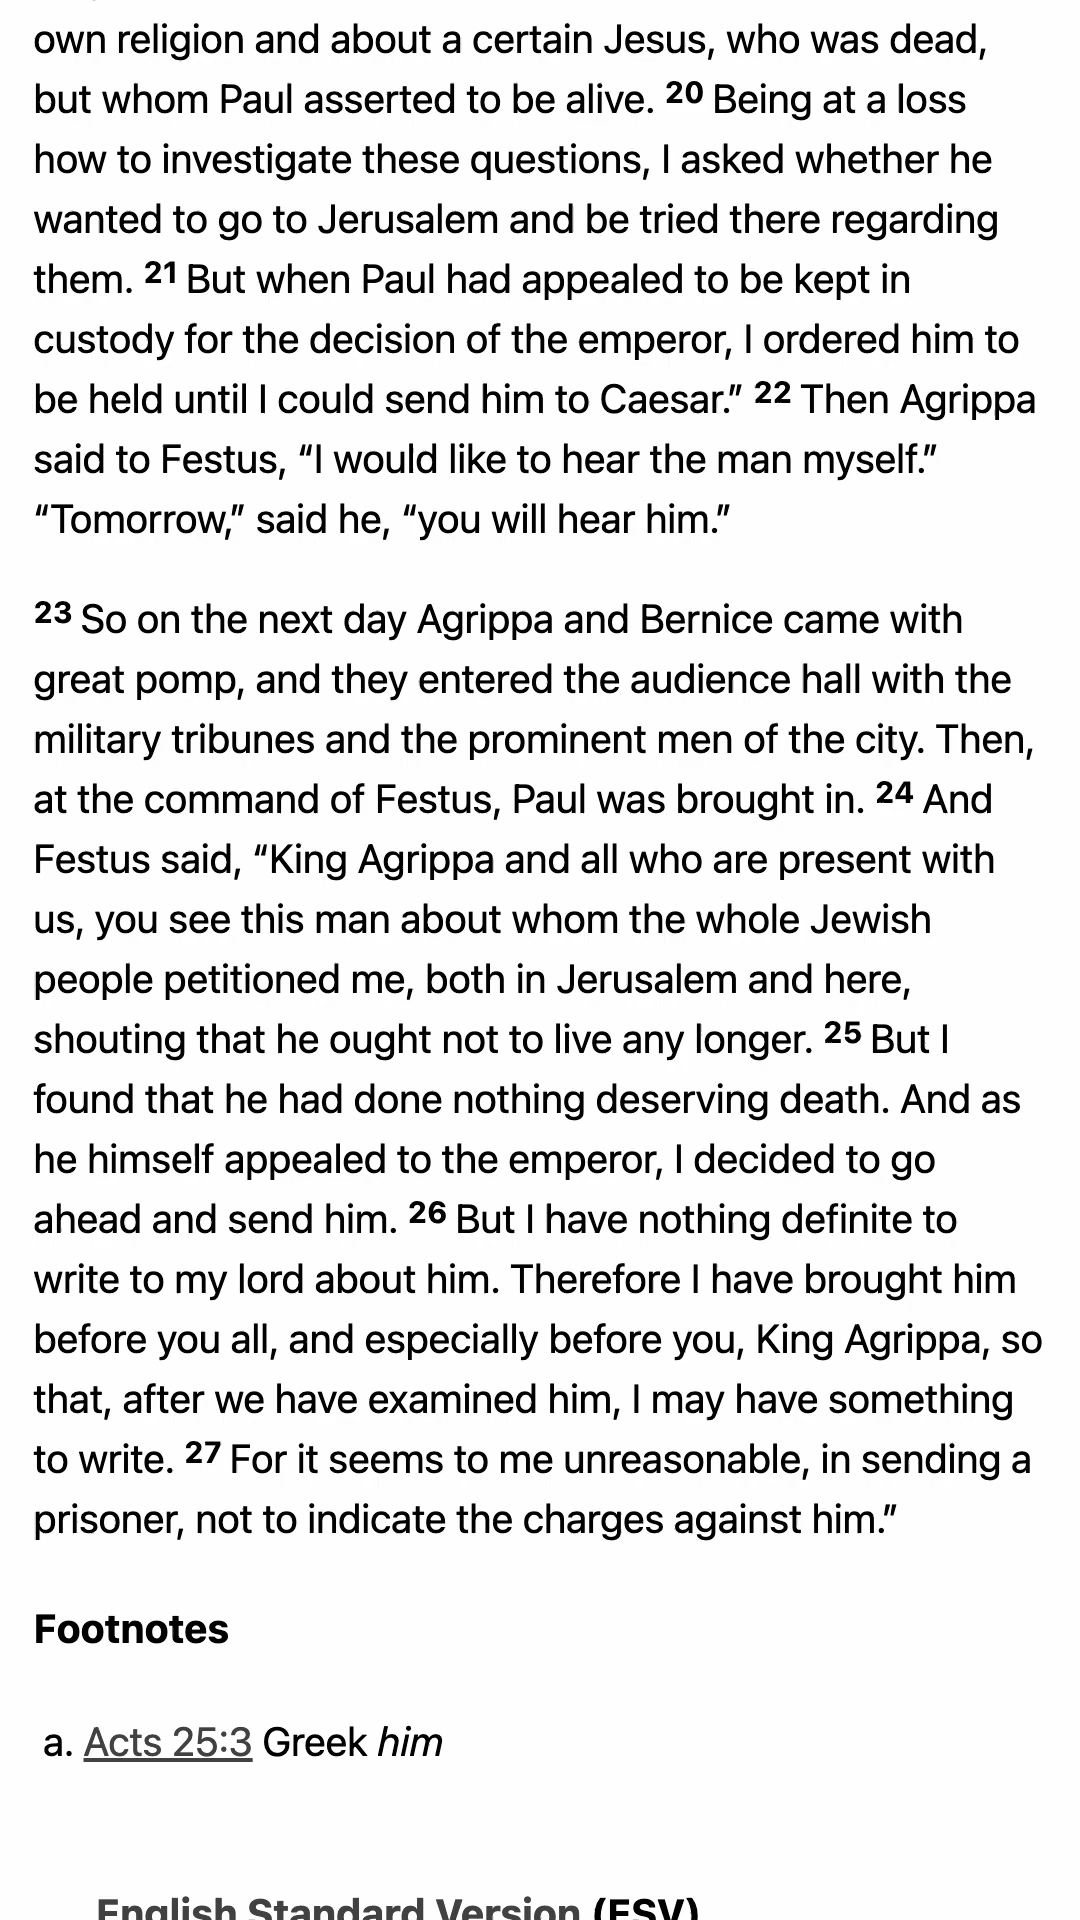 own religion and about a certain Jesus, who was dead,
but whom Paul asserted to be alive. 20 Being at a loss
how to investigate these questions, I asked whether he
wanted to go to Jerusalem and be tried there regarding
them. 21 But when Paul had appealed to be kept in
custody for the decision of the emperor, I ordered him to
be held until I could send him to Caesar.” 22 Then Agrippa
said to Festus, “I would like to hear the man myself.”
“Tomorrow,” said he, “you will hear him.”
23 So on the next day Agrippa and Bernice came with
great pomp, and they entered the audience hall with the
military tribunes and the prominent men of the city. Then,
at the command of Festus, Paul was brought in. 24 And
Festus said, “King Agrippa and all who are present with
us, you see this man about whom the whole Jewish
people petitioned me, both in Jerusalem and here,
shouting that he ought not to live any longer. 25 But I
found that he had done nothing deserving death. And as
he himself appealed to the emperor, I decided to go
ahead and send him. 26 But I have nothing definite to
write to my lord about him. Therefore I have brought him
before you all, and especially before you, King Agrippa, so
that, after we have examined him, I may have something
to write. 27 For it seems to me unreasonable, in sending a
prisoner, not to indicate the charges against him.”
Footnotes
a. Acts 25:3 Greek him
English Standard Version (ESV)